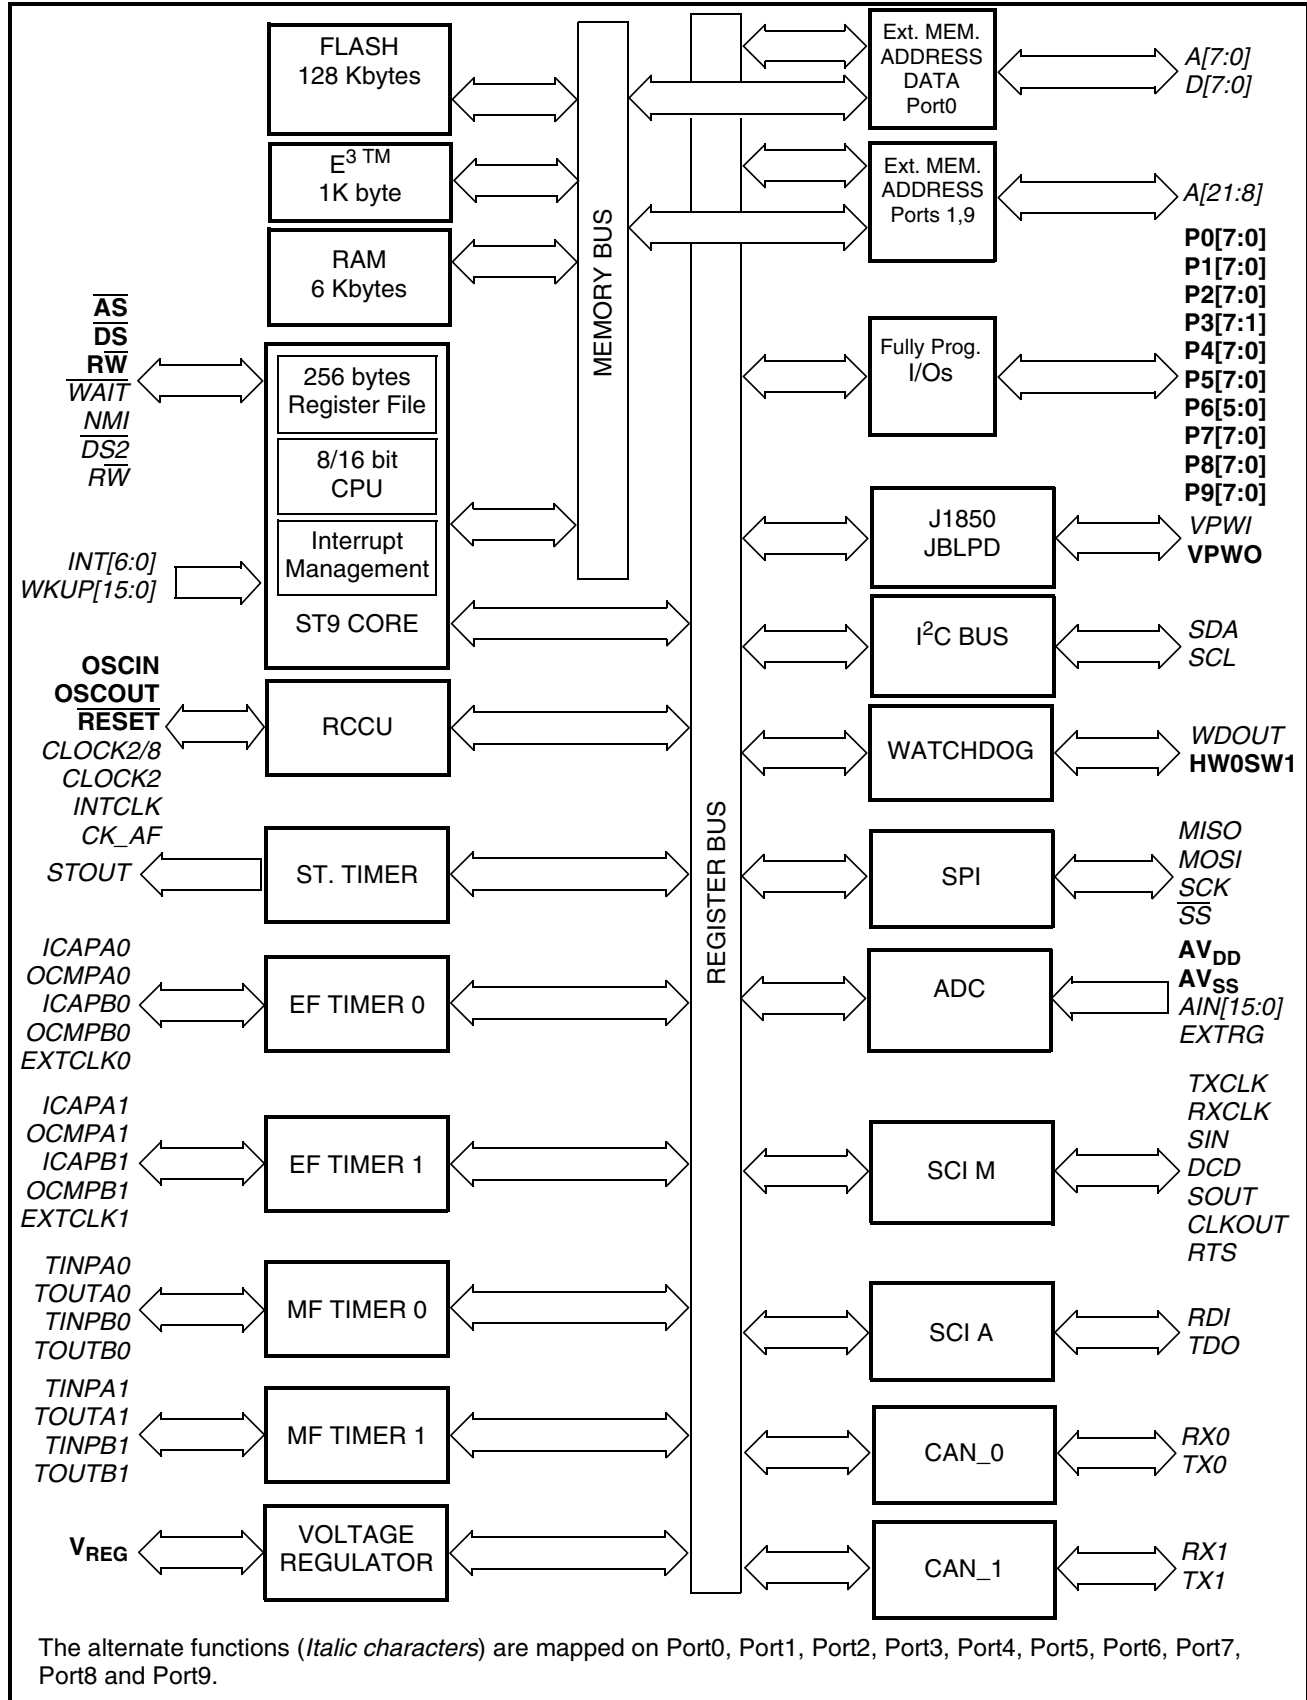 FLASH
128 Kbytes
E3 TM
1K byte
RAM
6 Kbytes
AS
DS
RW
WAIT
NMI
DS2
RW
256 bytes
Register File
8/16 bit
CPU
Interrupt
Management
ST9 CORE
INT[6:0]
WKUP[15:0]
OSCIN
OSCOUT
RESET
CLOCK2/8
CLOCK2
INTCLK
CK_AF
RCCU
STOUT
ST. TIMER
ICAPA0
OCMPA0
ICAPB0
OCMPB0
EXTCLK0
EF TIMER 0
ICAPA1
OCMPA1
ICAPB1
OCMPB1
EXTCLK1
EF TIMER 1
TINPA0
TOUTA0
TINPB0
TOUTB0
MF TIMER 0
TINPA1
TOUTA1
TINPB1
TOUTB1
MF TIMER 1
VREG
VOLTAGE
REGULATOR
MEMORY BUS
REGISTER BUS
Ext. MEM.
ADDRESS
DATA
Port0
A[7:0]
D[7:0]
Ext. MEM.
ADDRESS
Ports 1,9
A[21:8]
Fully Prog.
I/Os
P0[7:0]
P1[7:0]
P2[7:0]
P3[7:1]
P4[7:0]
P5[7:0]
P6[5:0]
P7[7:0]
P8[7:0]
P9[7:0]
J1850
JBLPD
VPWI
VPWO
I2C BUS
SDA
SCL
WATCHDOG
WDOUT
HW0SW1
SPI
MISO
MOSI
SCK
SS
ADC
AVDD
AVSS
AIN[15:0]
EXTRG
SCI M
TXCLK
RXCLK
SIN
DCD
SOUT
CLKOUT
RTS
SCI A
RDI
TDO
CAN_0
RX0
TX0
CAN_1
RX1
TX1
The alternate functions (Italic characters) are mapped on Port0, Port1, Port2, Port3, Port4, Port5, Port6, Port7,
Port8 and Port9.